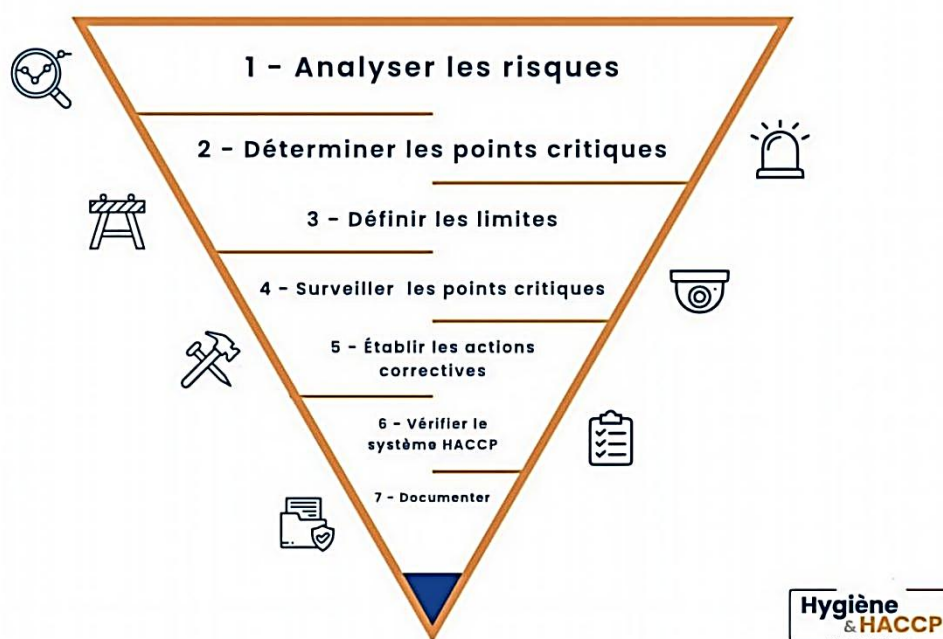 1 - Analyser les risques
2 - Déterminer les points critiques
3 - Définir les limites
4 - Surveiller les points critiques
5 - Établir les actions
correctives
6 - Vérifier le
système HACCP
7 - Documenter
Hygiène
& HACCP